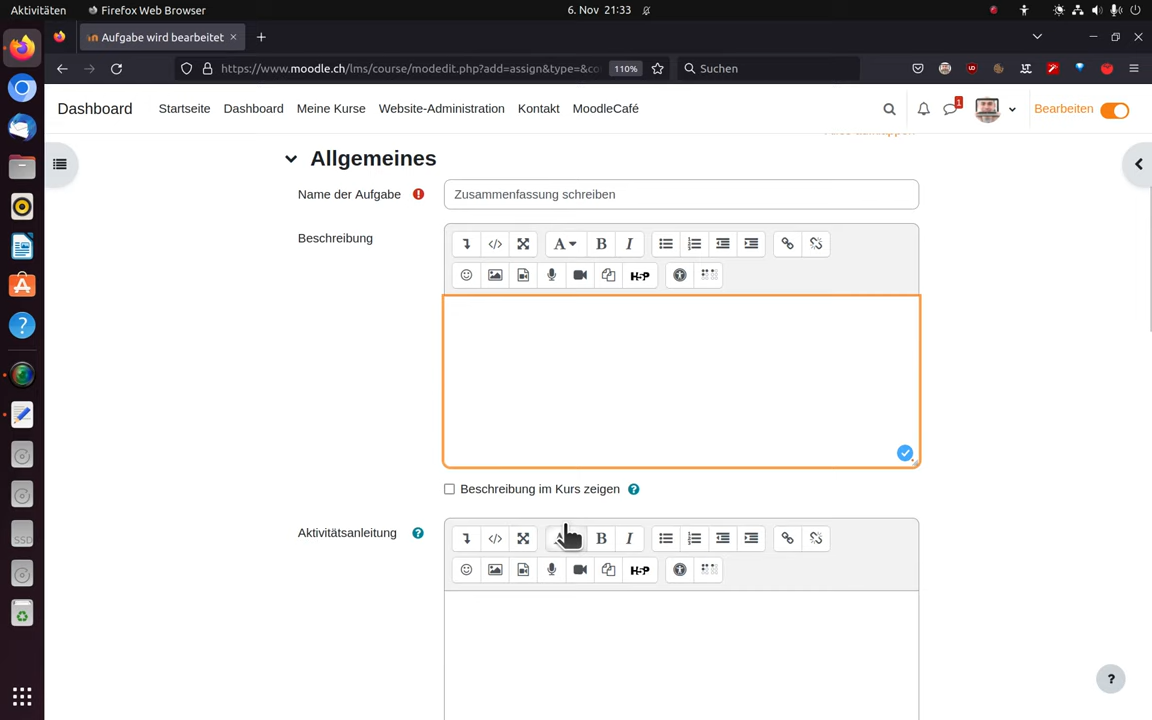 Aktivitäten Firefox Web Browser 6. Nov 21:33
Aufgabe wird bearbeitet
https://www.moodle.ch/lms/course/modedit.php?add=assign&type=&co 110% Suchen
Dashboard Startseite Dashboard Meine Kurse Website-Administration Kontakt MoodleCafé 1 Bearbeiten
Allgemeines
Name der Aufgabe Zusammenfassung schreiben
Beschreibung
A B I
H-P
Beschreibung im Kurs zeigen ?
Aktivitätsanleitung ?
B I
H-P
SSD
?